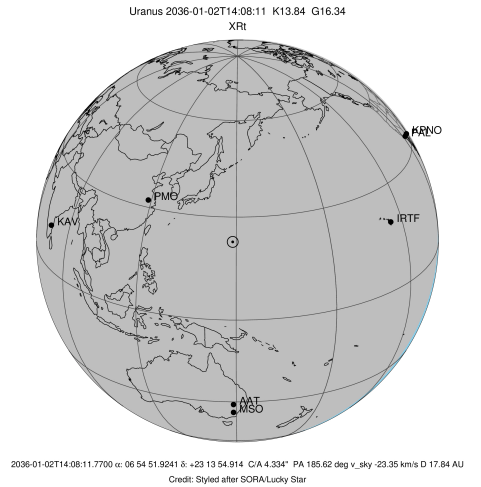 Uranus 2036-01-02T14:08:11 K13.84 G16.34
XRt
KPNO
PAL
PMO
IRTF
KAV
AAT
MSO
2036-01-02T14:08:11.7700 α: 06 54 51.9241 δ: +23 13 54.914 C/A 4.334" PA 185.62 deg v_sky -23.35 km/s D 17.84 AU
Credit: Styled after SORA/Lucky Star